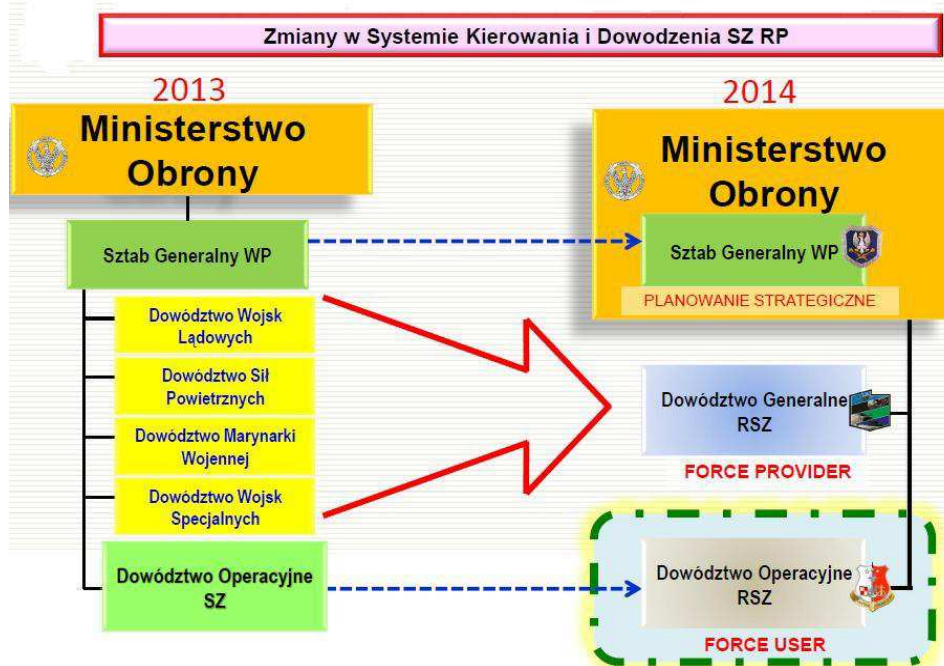 Zmiany w Systemie Kierowania i Dowodzenia SZ RP
2013
Ministerstwo
Obrony
Sztab Generalny WP
Dowództwo Wojsk
Lądowych
Dowództwo Sił
Powietrznych
Dowództwo Marynarki
Wojennej
Dowództwo Wojsk
Specjalnych
Dowództwo Operacyjne
SZ
2014
Ministerstwo
Obrony
Sztab Generalny WP
PLANOWANIE STRATEGICZNE
Dowództwo Generalne
RSZ
FORCE PROVIDER
Dowództwo Operacyjne
RSZ
FORCE USER